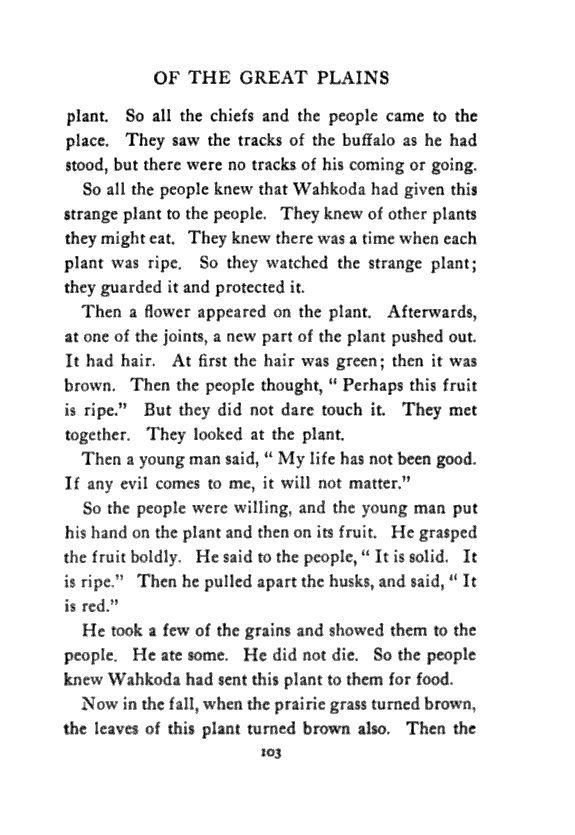 OF THE GREAT PLAINS
plant. So all the chiefs and the people came to the
place. They saw the tracks of the buffalo as he had
stood, but there were no tracks of his coming or going.
So all the people knew that Wahkoda had given this
strange plant to the people. They knew of other plants
they might eat. They knew there was a time when each
plant was ripe. So they watched the strange plant;
they guarded it and protected it.
Then a flower appeared on the plant. Afterwards,
at one of the joints, a new part of the plant pushed out.
It had hair. At first the hair was green; then it was
brown. Then the people thought, “ Perhaps this fruit
is ripe.” But they did not dare touch it. They met
together. They looked at the plant.
Then a young man said, “ My life has not been good.
If any evil comes to me, it will not matter.”
So the people were willing, and the young man put
his hand on the plant and then on its fruit. He grasped
the fruit boldly. He said to the people, “ It is solid. It
is ripe.” Then he pulled apart the husks, and said, “ It
is red.”
He took a few of the grains and showed them to the
people. He ate some. He did not die. So the people
knew Wahkoda had sent this plant to them for food.
Now in the fall, when the prairie grass turned brown,
the leaves of this plant turned brown also. Then the
103